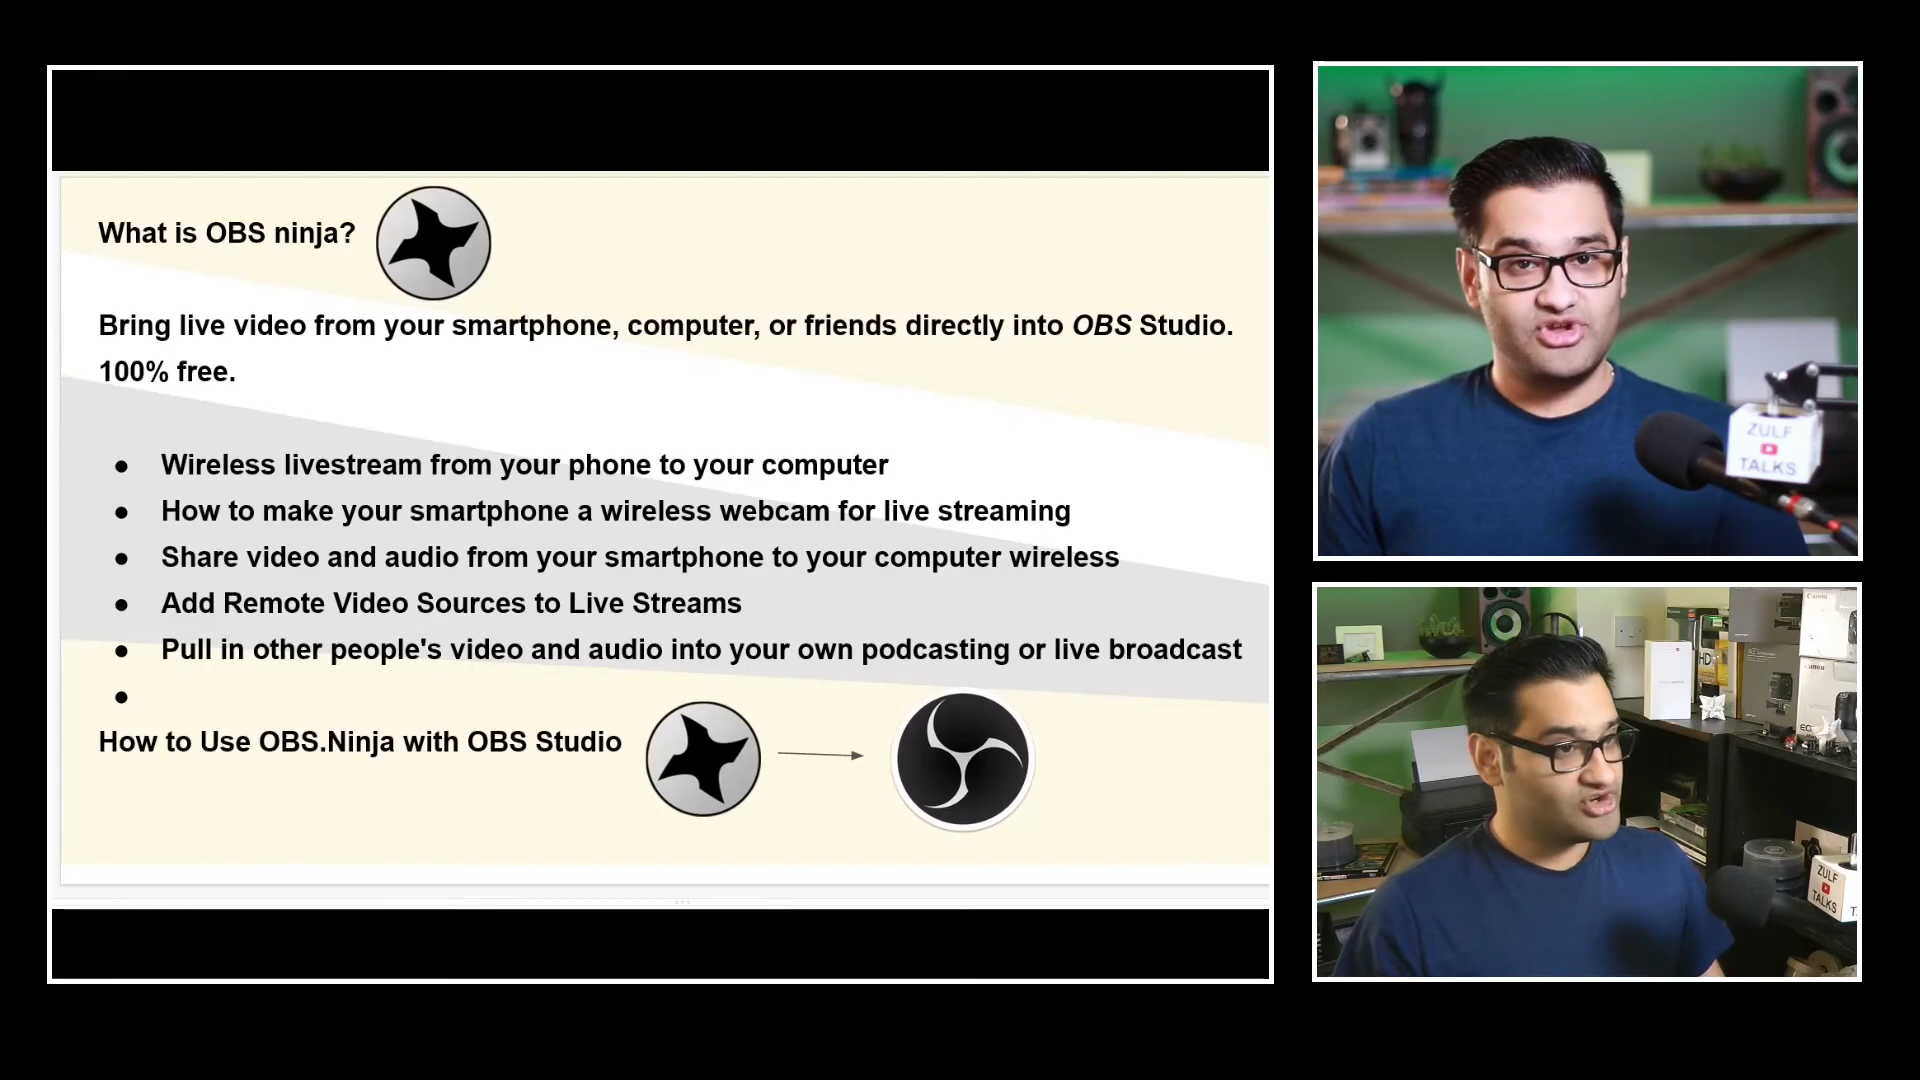 What is OBS ninja?
Bring live video from your smartphone, computer, or friends directly into OBS Studio.
100% free.
● Wireless livestream from your phone to your computer
● How to make your smartphone a wireless webcam for live streaming
● Share video and audio from your smartphone to your computer wireless
● Add Remote Video Sources to Live Streams
● Pull in other people's video and audio into your own podcasting or live broadcast
●
How to Use OBS.Ninja with OBS Studio
ZULF
TALKS
Canon
HD
Canon
ZULF
TALKS
T